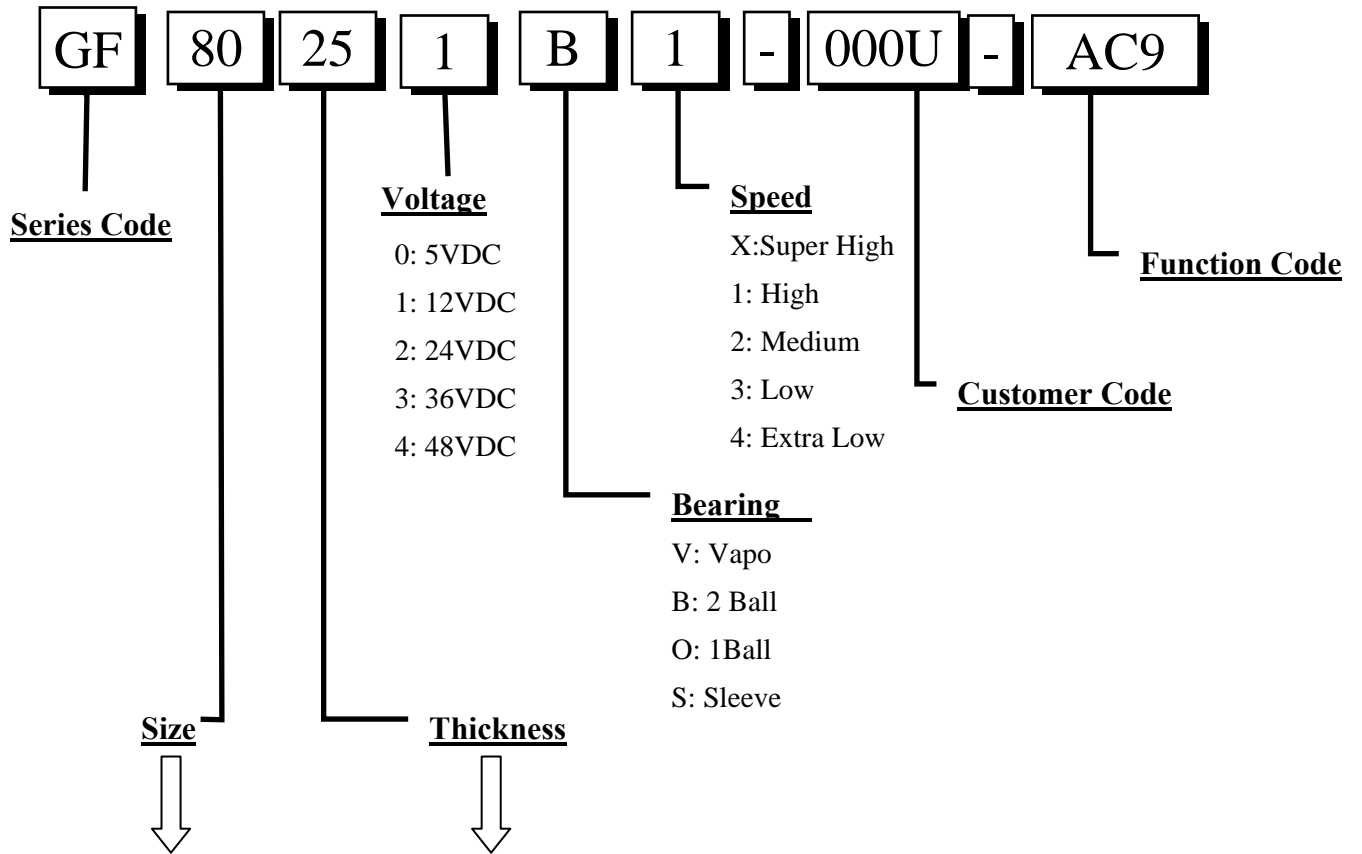 GF 80 25 1 B 1 - 000U - AC9
Series Code
Voltage
0: 5VDC
1: 12VDC
2: 24VDC
3: 36VDC
4: 48VDC
Speed
X:Super High
1: High
2: Medium
3: Low
4: Extra Low
Function Code
Customer Code
Bearing
V: Vapo
B: 2 Ball
O: 1Ball
S: Sleeve
Size
Thickness